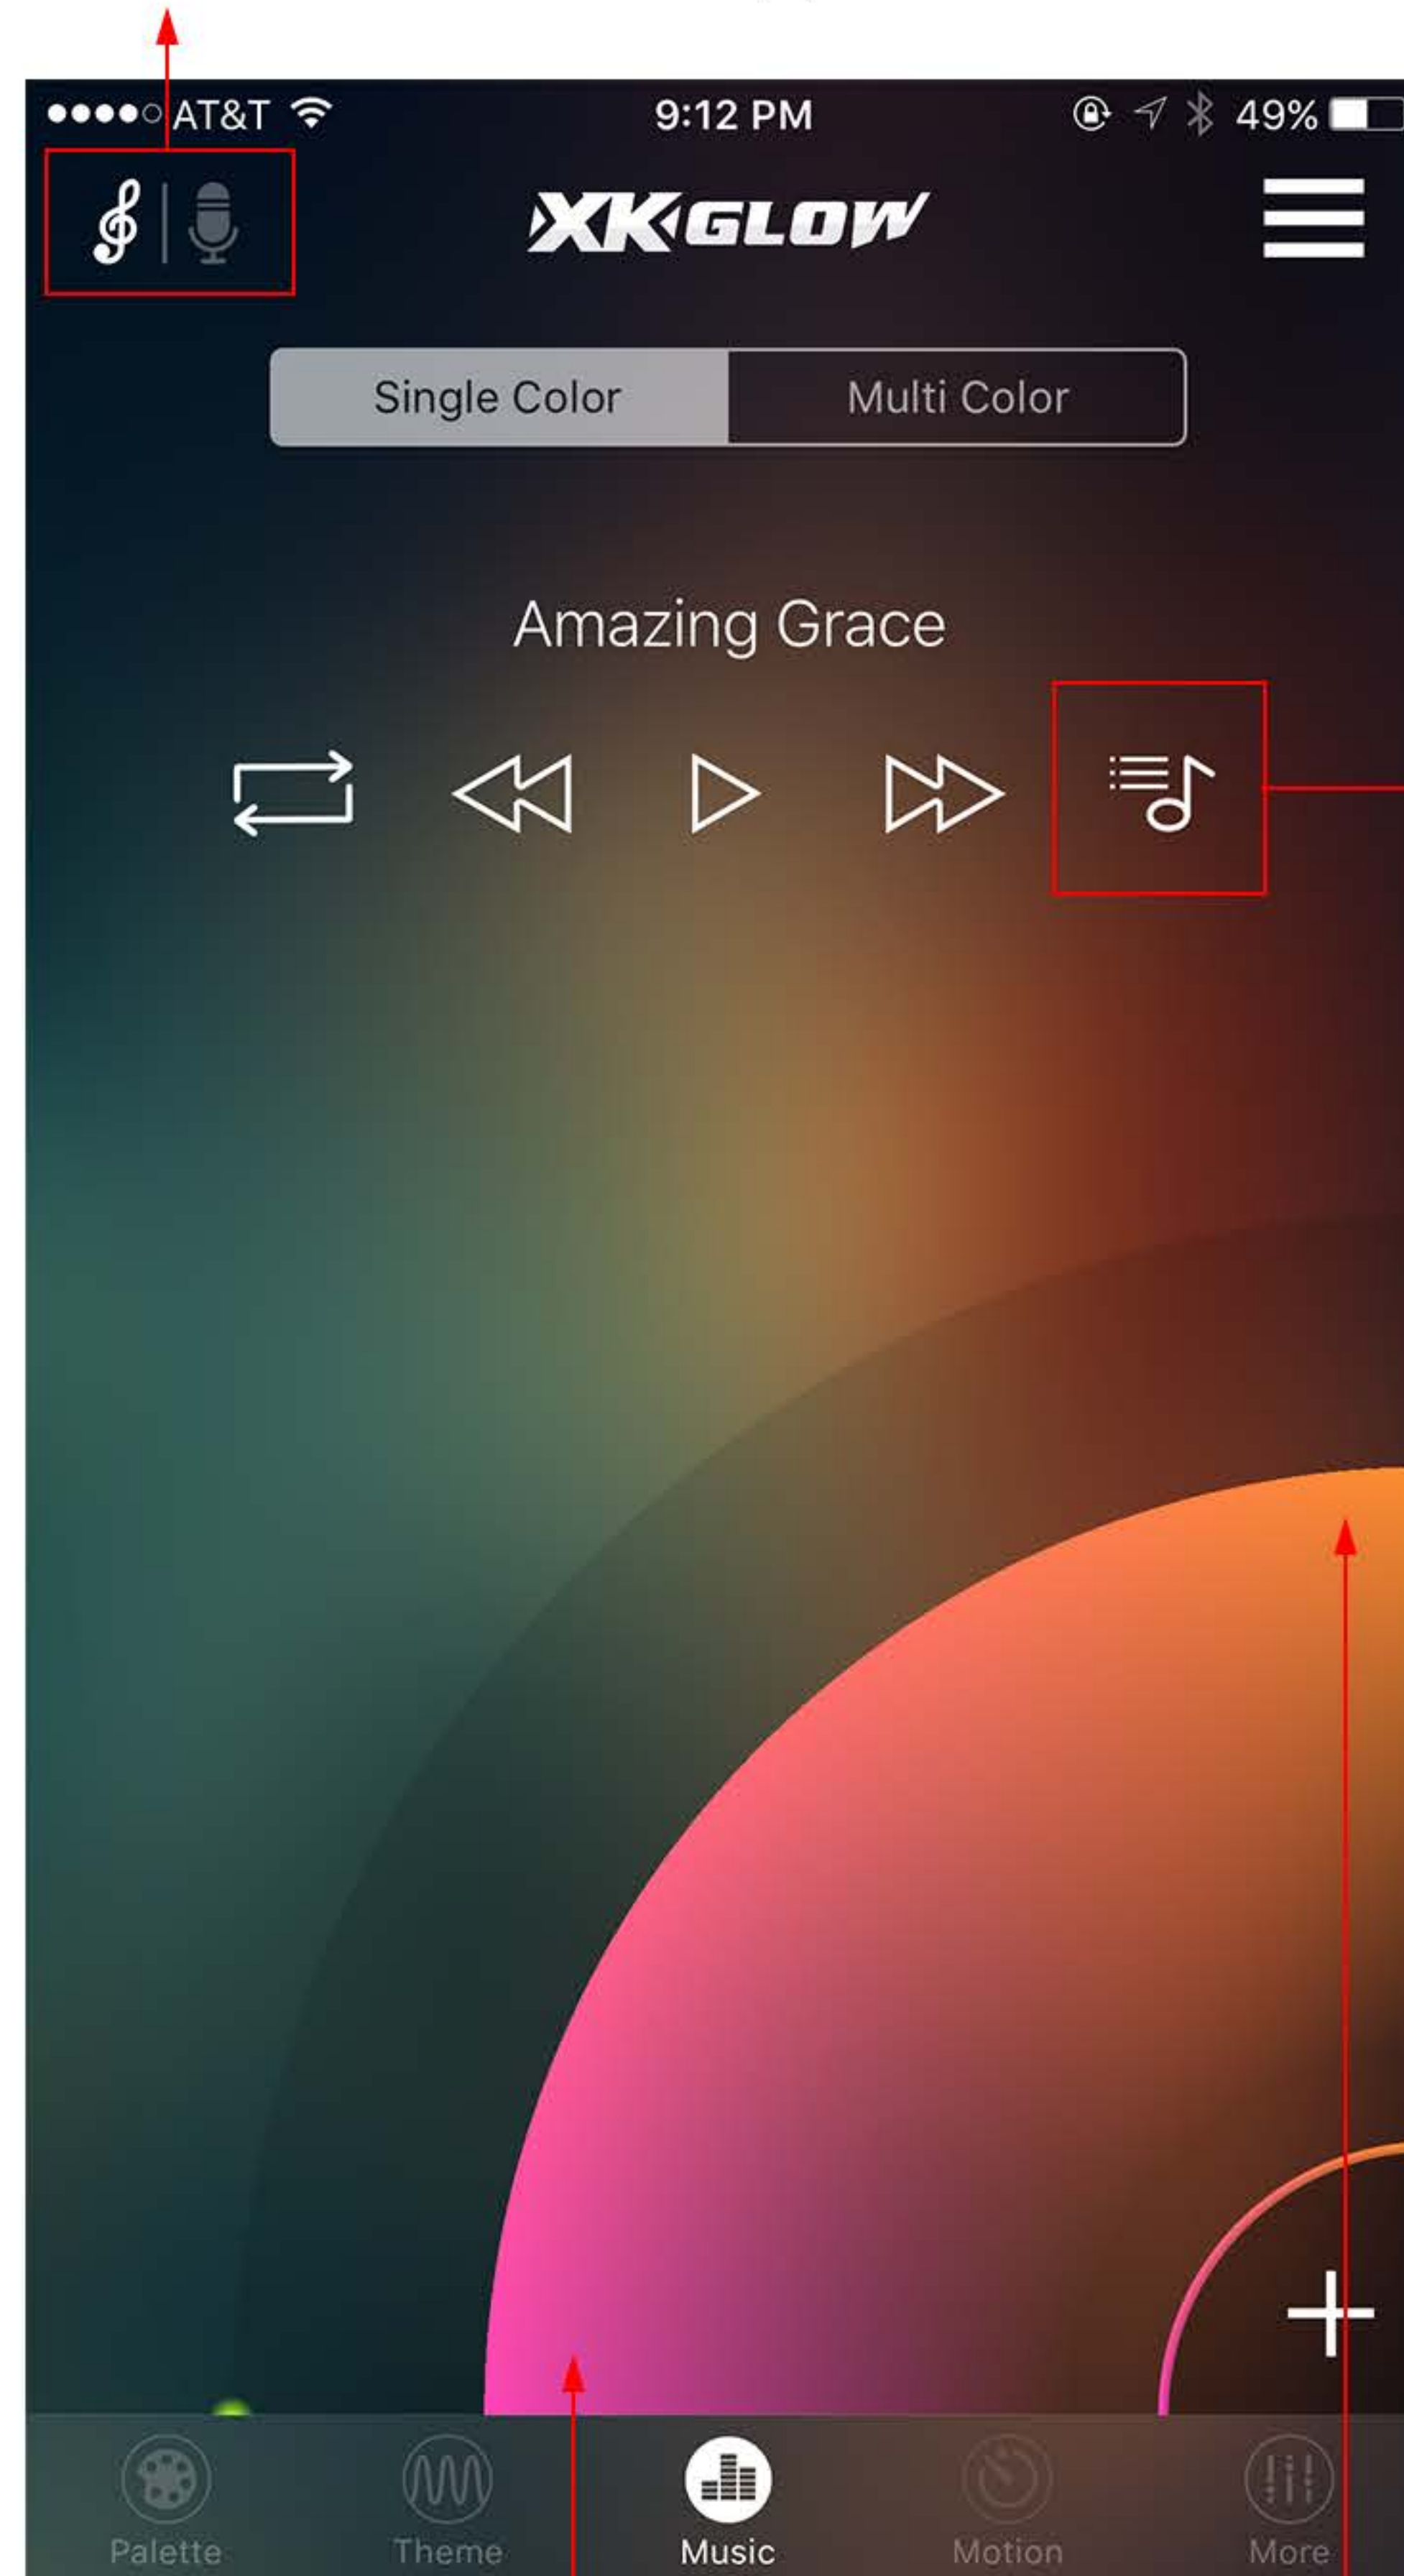 AT&T 9:12 PM 49%
XKGLOW
Single Color Multi Color
Amazing Grace
Palette Theme Music Motion More